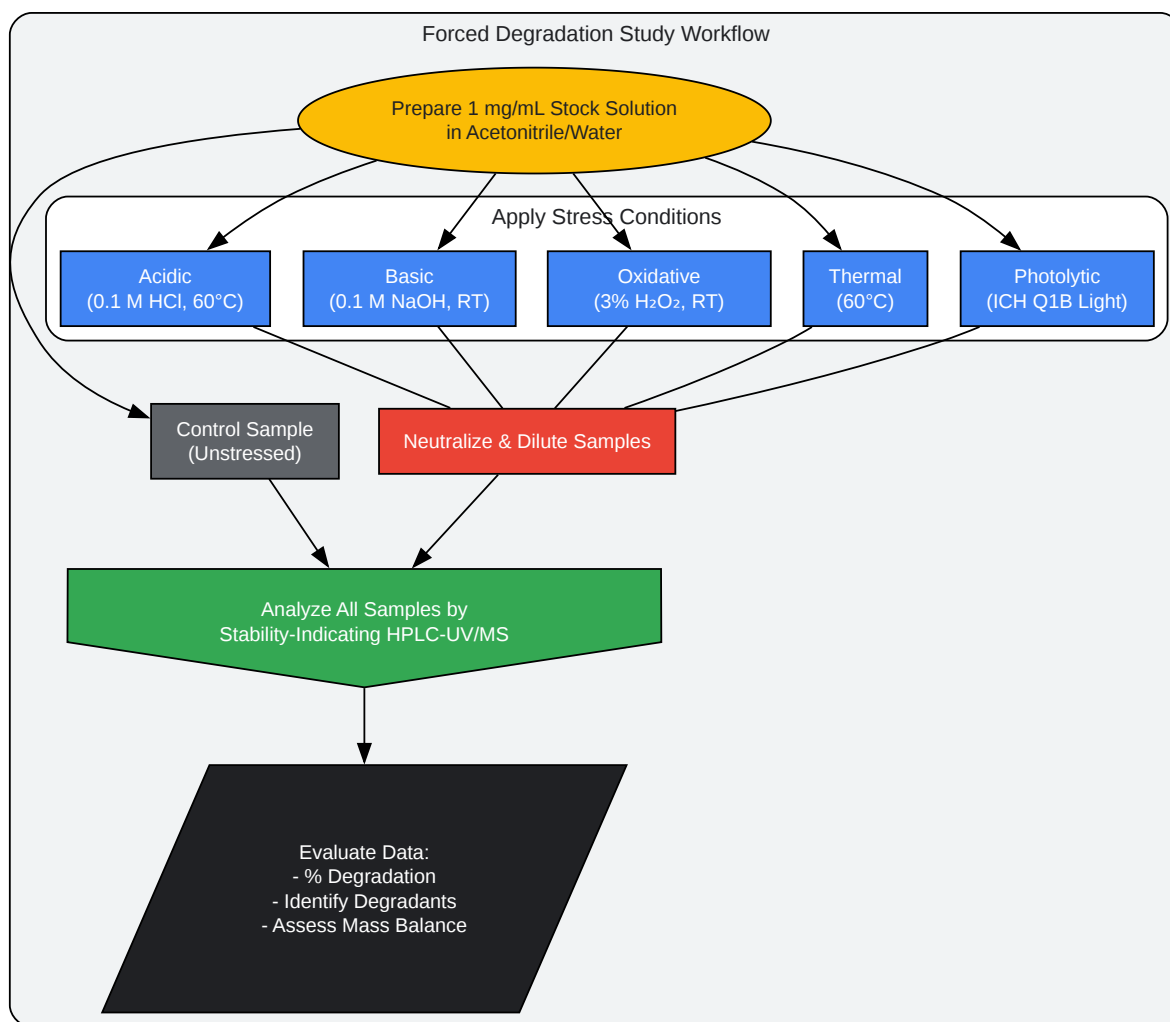 Forced Degradation Study Workflow
Prepare 1 mg/mL Stock Solution
in Acetonitrile/Water
Apply Stress Conditions
Acidic
(0.1 M HCl, 60°C)
Basic
(0.1 M NaOH, RT)
Oxidative
(3% H₂O₂, RT)
Thermal
(60°C)
Photolytic
(ICH Q1B Light)
Control Sample
(Unstressed)
Neutralize & Dilute Samples
Analyze All Samples by
Stability-Indicating HPLC-UV/MS
Evaluate Data:
- % Degradation
- Identify Degradants
- Assess Mass Balance